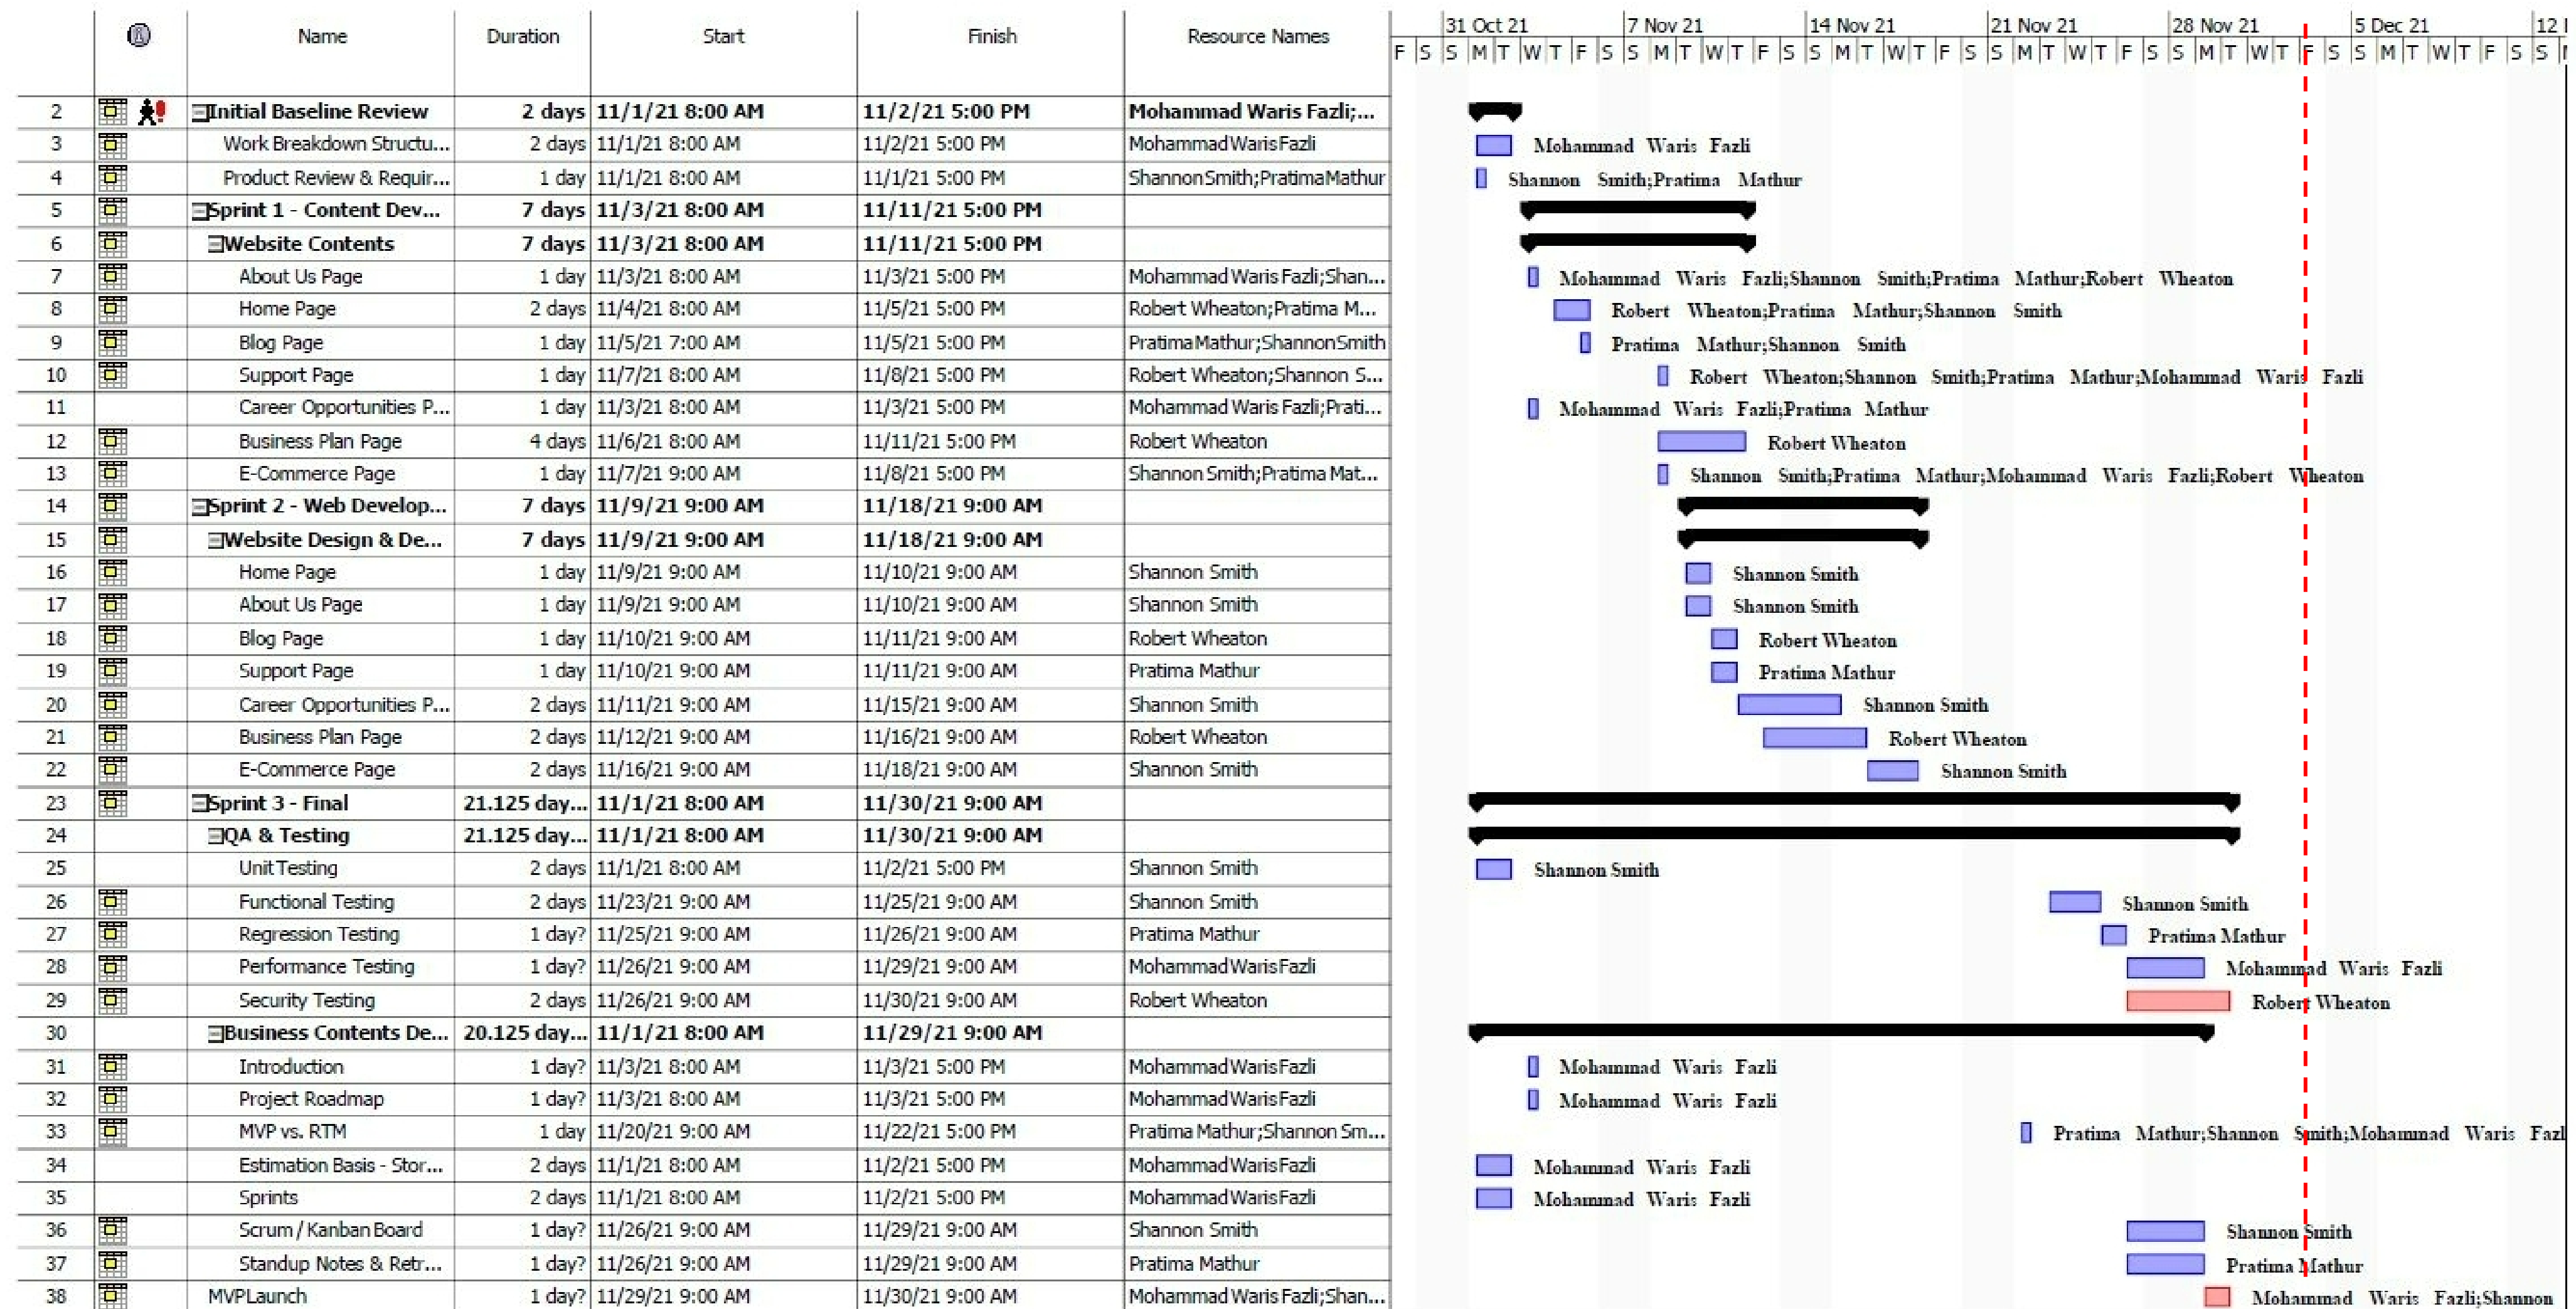 31 Oct 21 7 Nov 21 14 Nov 21 21 Nov 21 28 Nov 21 5 Dec 21 12
Name Duration Start Finish Resource Names F S S M T W T F S S M T W T F S S M T W T F S S M T W T F S S M T W T F S S M T W T F S S
2 Initial Baseline Review 2 days 11/1/21 8:00 AM 11/2/21 5:00 PM Mohammad Waris Fazli;...
3 Work Breakdown Structu... 2 days 11/1/21 8:00 AM 11/2/21 5:00 PM Mohammad Waris Fazli Mohammad Waris Fazli
4 Product Review & Requir... 1 day 11/1/21 8:00 AM 11/1/21 5:00 PM Shannon Smith;Pratima Mathur Shannon Smith;Pratima Mathur
5 Sprint 1 - Content Dev... 7 days 11/3/21 8:00 AM 11/11/21 5:00 PM
6 Website Contents 7 days 11/3/21 8:00 AM 11/11/21 5:00 PM
7 About Us Page 1 day 11/3/21 8:00 AM 11/3/21 5:00 PM Mohammad Waris Fazli;Shan... Mohammad Waris Fazli;Shannon Smith;Pratima Mathur;Robert Wheaton
8 Home Page 2 days 11/4/21 8:00 AM 11/5/21 5:00 PM Robert Wheaton;Pratima M... Robert Wheaton;Pratima Mathur;Shannon Smith
9 Blog Page 1 day 11/5/21 7:00 AM 11/5/21 5:00 PM Pratima Mathur;Shannon Smith Pratima Mathur;Shannon Smith
10 Support Page 1 day 11/7/21 8:00 AM 11/8/21 5:00 PM Robert Wheaton;Shannon S... Robert Wheaton;Shannon Smith;Pratima Mathur;Mohammad Waris Fazli
11 Career Opportunities P... 1 day 11/3/21 8:00 AM 11/3/21 5:00 PM Mohammad Waris Fazli;Prati... Mohammad Waris Fazli;Pratima Mathur
12 Business Plan Page 4 days 11/6/21 8:00 AM 11/11/21 5:00 PM Robert Wheaton Robert Wheaton
13 E-Commerce Page 1 day 11/7/21 9:00 AM 11/8/21 5:00 PM Shannon Smith;Pratima Mat... Shannon Smith;Pratima Mathur;Mohammad Waris Fazli;Robert Wheaton
14 Sprint 2 - Web Develop... 7 days 11/9/21 9:00 AM 11/18/21 9:00 AM
15 Website Design & De... 7 days 11/9/21 9:00 AM 11/18/21 9:00 AM
16 Home Page 1 day 11/9/21 9:00 AM 11/10/21 9:00 AM Shannon Smith Shannon Smith
17 About Us Page 1 day 11/9/21 9:00 AM 11/10/21 9:00 AM Shannon Smith Shannon Smith
18 Blog Page 1 day 11/10/21 9:00 AM 11/11/21 9:00 AM Robert Wheaton Robert Wheaton
19 Support Page 1 day 11/10/21 9:00 AM 11/11/21 9:00 AM Pratima Mathur Pratima Mathur
20 Career Opportunities P... 2 days 11/11/21 9:00 AM 11/15/21 9:00 AM Shannon Smith Shannon Smith
21 Business Plan Page 2 days 11/12/21 9:00 AM 11/16/21 9:00 AM Robert Wheaton Robert Wheaton
22 E-Commerce Page 2 days 11/16/21 9:00 AM 11/18/21 9:00 AM Shannon Smith Shannon Smith
23 Sprint 3 - Final 21.125 day... 11/1/21 8:00 AM 11/30/21 9:00 AM
24 QA & Testing 21.125 day... 11/1/21 8:00 AM 11/30/21 9:00 AM
25 Unit Testing 2 days 11/1/21 8:00 AM 11/2/21 5:00 PM Shannon Smith Shannon Smith
26 Functional Testing 2 days 11/23/21 9:00 AM 11/25/21 9:00 AM Shannon Smith Shannon Smith
27 Regression Testing 1 day? 11/25/21 9:00 AM 11/26/21 9:00 AM Pratima Mathur Pratima Mathur
28 Performance Testing 1 day? 11/26/21 9:00 AM 11/29/21 9:00 AM Mohammad Waris Fazli Mohammad Waris Fazli
29 Security Testing 2 days 11/26/21 9:00 AM 11/30/21 9:00 AM Robert Wheaton Robert Wheaton
30 Business Contents De... 20.125 day... 11/1/21 8:00 AM 11/29/21 9:00 AM
31 Introduction 1 day? 11/3/21 8:00 AM 11/3/21 5:00 PM Mohammad Waris Fazli Mohammad Waris Fazli
32 Project Roadmap 1 day? 11/3/21 8:00 AM 11/3/21 5:00 PM Mohammad Waris Fazli Mohammad Waris Fazli
33 MVP vs. RTM 1 day 11/20/21 9:00 AM 11/22/21 5:00 PM Pratima Mathur;Shannon Sm... Pratima Mathur;Shannon Smith;Mohammad Waris Fazl
34 Estimation Basis - Stor... 2 days 11/1/21 8:00 AM 11/2/21 5:00 PM Mohammad Waris Fazli Mohammad Waris Fazli
35 Sprints 2 days 11/1/21 8:00 AM 11/2/21 5:00 PM Mohammad Waris Fazli Mohammad Waris Fazli
36 Scrum / Kanban Board 1 day? 11/26/21 9:00 AM 11/29/21 9:00 AM Shannon Smith Shannon Smith
37 Standup Notes & Retr... 1 day? 11/26/21 9:00 AM 11/29/21 9:00 AM Pratima Mathur Pratima Mathur
38 MVP Launch 1 day? 11/29/21 9:00 AM 11/30/21 9:00 AM Mohammad Waris Fazli;Shan... Mohammad Waris Fazli;Shannon